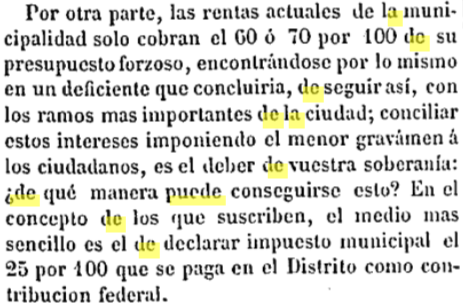 Por otra parte, las rentas actuales de la muni-
cipalidad solo cobran el 60 ó 70 por 100 de su
presupuesto forzoso, encontrándose por lo mismo
en un deficiente que concluiria, de seguir así, con
los ramos mas importantes de la ciudad; conciliar
estos intereses imponiendo el menor gravámen á
los ciudadanos, es el deber de vuestra soberanía:
¿de qué manera puede conseguirse esto? En el
concepto de los que suscriben, el medio mas
sencillo es el de declarar impuesto municipal el
25 por 100 que se paga en el Distrito como con-
tribucion federal.